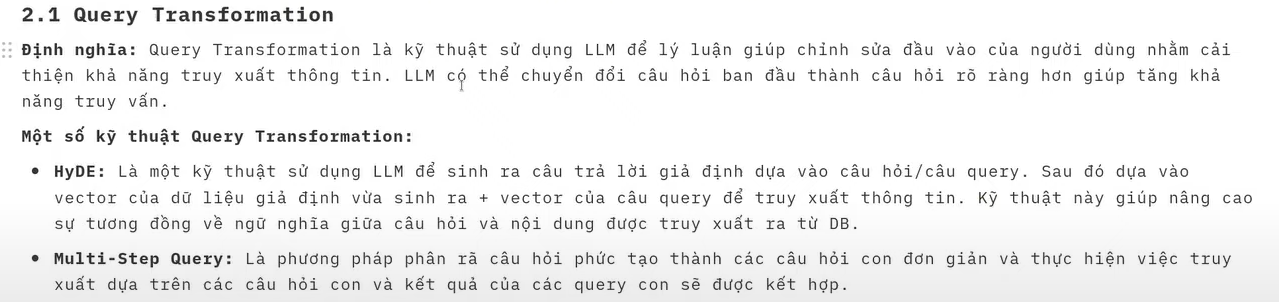 2.1 Query Transformation
Định nghĩa: Query Transformation là kỹ thuật sử dụng LLM để lý luận giúp chỉnh sửa đầu vào của người dùng nhằm cải
thiện khả năng truy xuất thông tin. LLM có thể chuyển đổi câu hỏi ban đầu thành câu hỏi rõ ràng hơn giúp tăng khả
năng truy vấn.
Một số kỹ thuật Query Transformation:
• HyDE: Là một kỹ thuật sử dụng LLM để sinh ra câu trả lời giả định dựa vào câu hỏi/câu query. Sau đó dựa vào
vector của dữ liệu giả định vừa sinh ra + vector của câu query để truy xuất thông tin. Kỹ thuật này giúp nâng cao
sự tương đồng về ngữ nghĩa giữa câu hỏi và nội dung được truy xuất ra từ DB.
• Multi-Step Query: Là phương pháp phân rã câu hỏi phức tạo thành các câu hỏi con đơn giản và thực hiện việc truy
xuất dựa trên các câu hỏi con và kết quả của các query con sẽ được kết hợp.